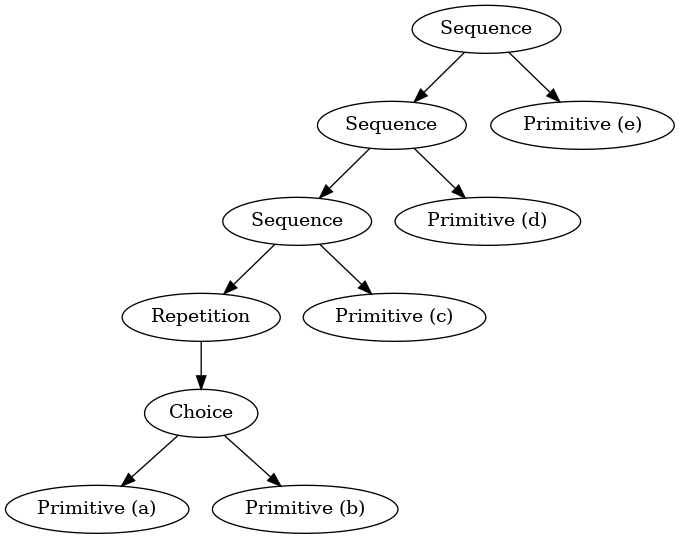 Sequence
Sequence
Primitive (e)
Sequence
Primitive (d)
Repetition
Primitive (c)
Choice
Primitive (a)
Primitive (b)